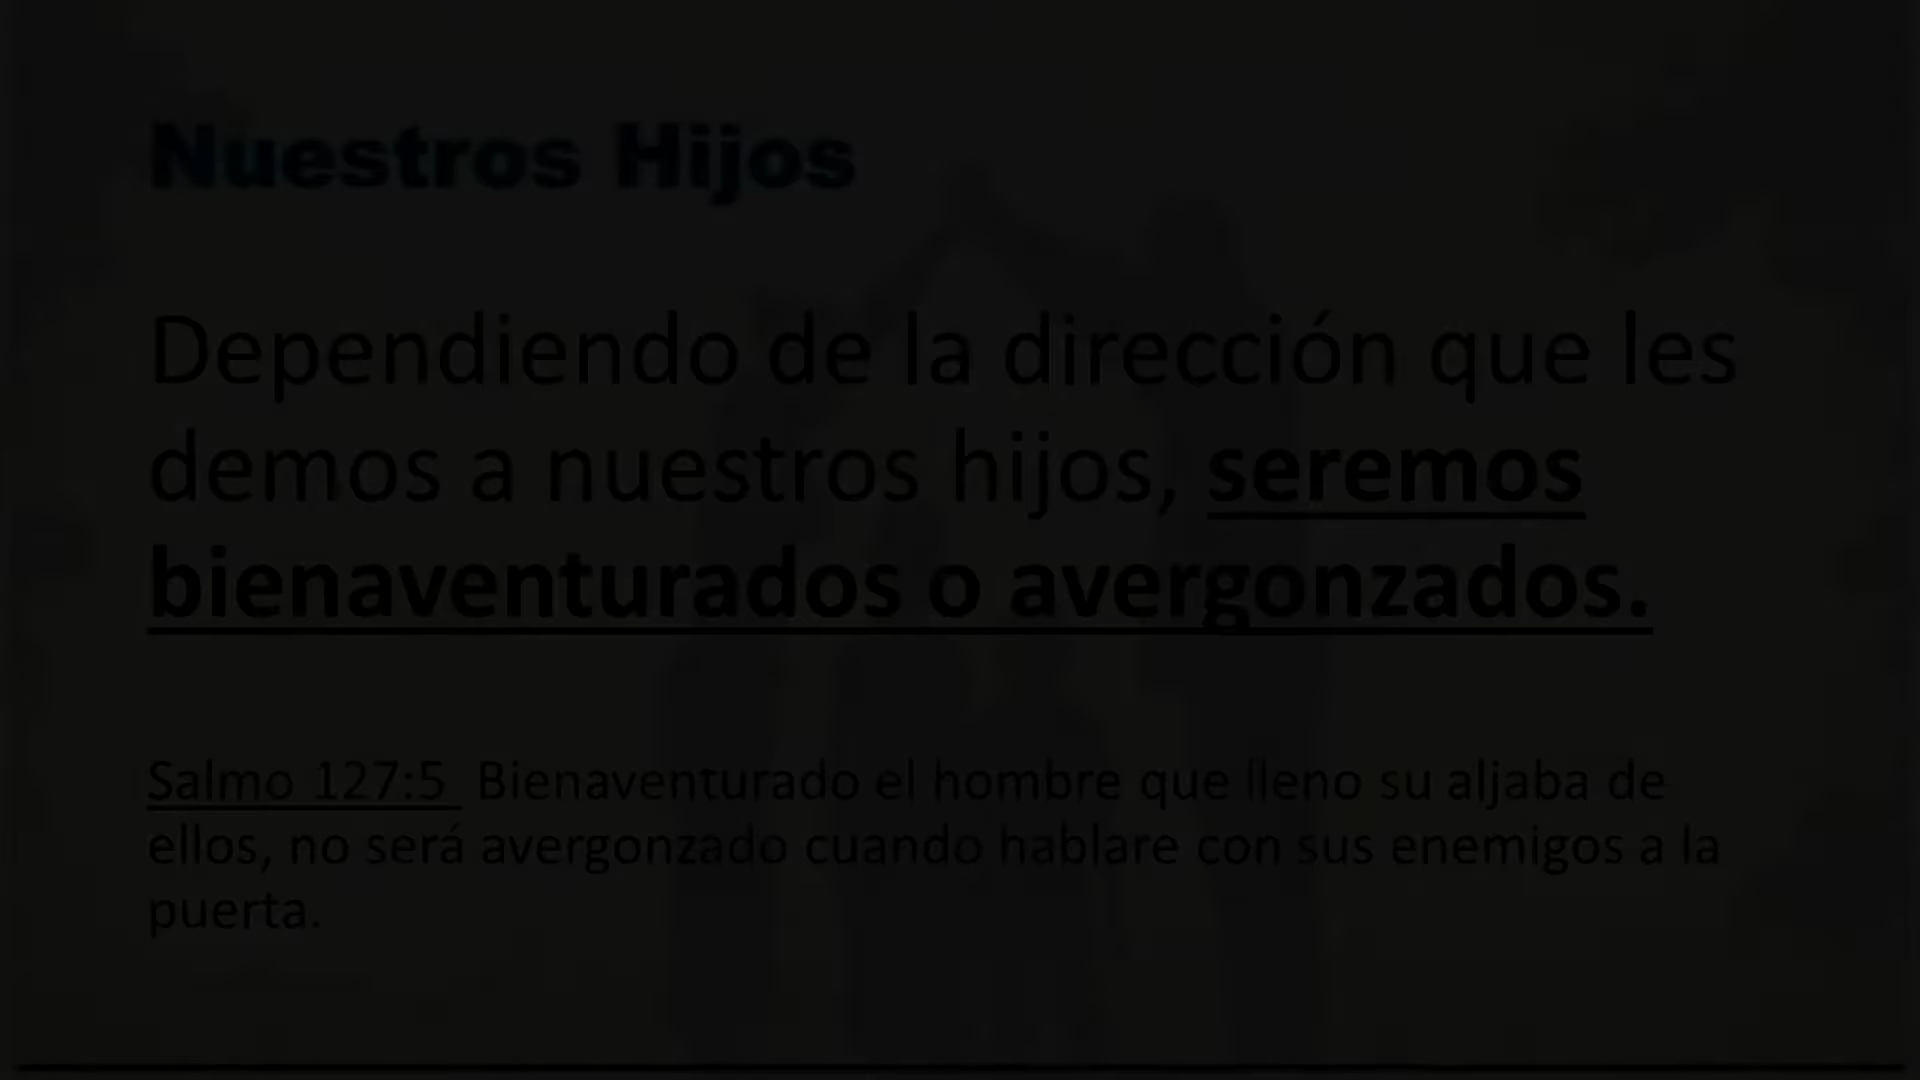 Nuestros Hijos
Dependiendo de la dirección que les
demos a nuestros hijos, seremos
bienaventurados o avergonzados.
Salmo 127:5 Bienaventurado el hombre que lleno su aljaba de
ellos, no será avergonzado cuando hablare con sus enemigos a la
puerta.